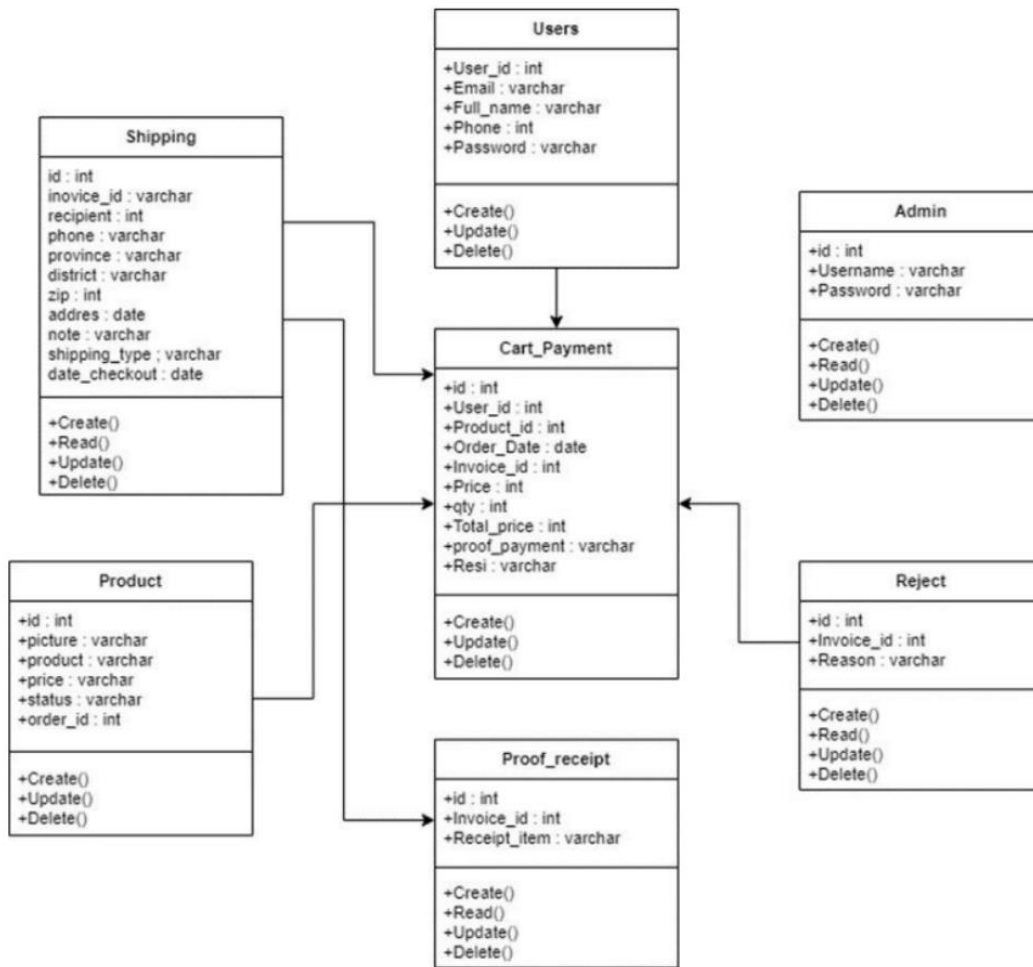 Users
+User_id : int
+Email : varchar
+Full_name : varchar
+Phone : int
+Password : varchar
+Create()
+Update()
+Delete()
Shipping
id : int
inovice_id : varchar
recipient : int
phone : varchar
province : varchar
district : varchar
zip : int
addres : date
note : varchar
shipping_type ; varchar
date_checkout : date
+Create()
+Read()
+Update()
+Delete()
Admin
+id : int
+Username : varchar
+Password : varchar
+Create()
+Read()
+Update()
+Delete()
Cart_Payment
+id : int
+User_id : int
+Product_id : int
+Order_Date : date
+Invoice_id : int
+Price : int
+qty : int
+Total_price : int
+proof_payment : varchar
+Resi : varchar
+Create()
+Update()
+Delete()
Product
+id : int
+picture : varchar
+product : varchar
+price : varchar
+status : varchar
+order_id : int
+Create()
+Update()
+Delete()
Reject
+id : int
+Invoice_id : int
+Reason : varchar
+Create()
+Read()
+Update()
+Delete()
Proof_receipt
+id : int
+Invoice_id : int
+Receipt_item : varchar
+Create()
+Read()
+Update()
+Delete()